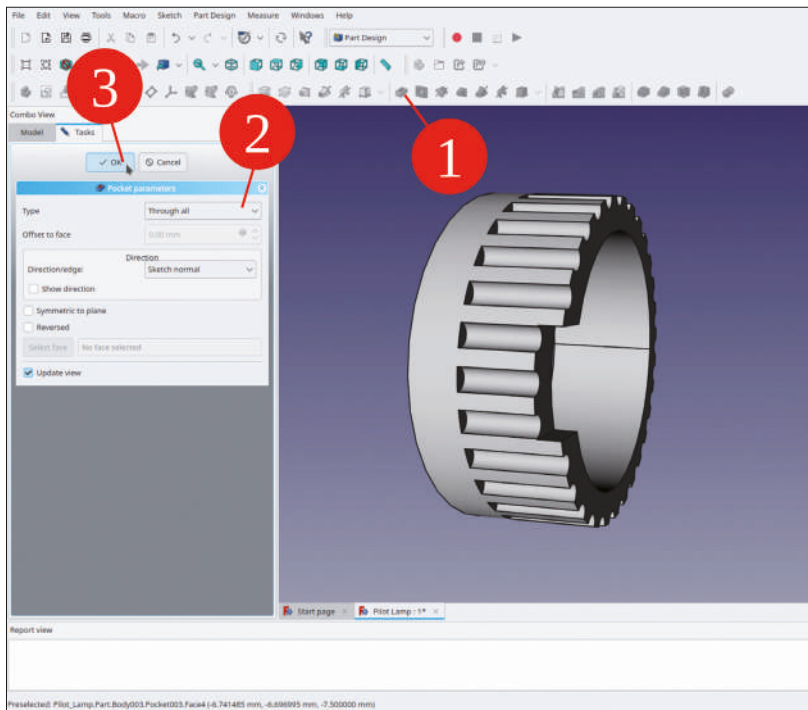 File Edit View Tools Macro Sketch Part Design Measure Windows Help
Part Design
3
2
1
Combo View
Model Tasks
OK Cancel
Pocket parameters
Type Through all
Offset to face 0.00 mm
Direction
Direction/edge: Sketch normal
Show direction
Symmetric to plane
Reversed
Select face No face selected
Update view
Start page Pilot Lamp : 1*
Report view
Preselected: Pilot_Lamp.Part.Body003.Pocket003.Face4 (-6.741485 mm, -6.696995 mm, -7.500000 mm)